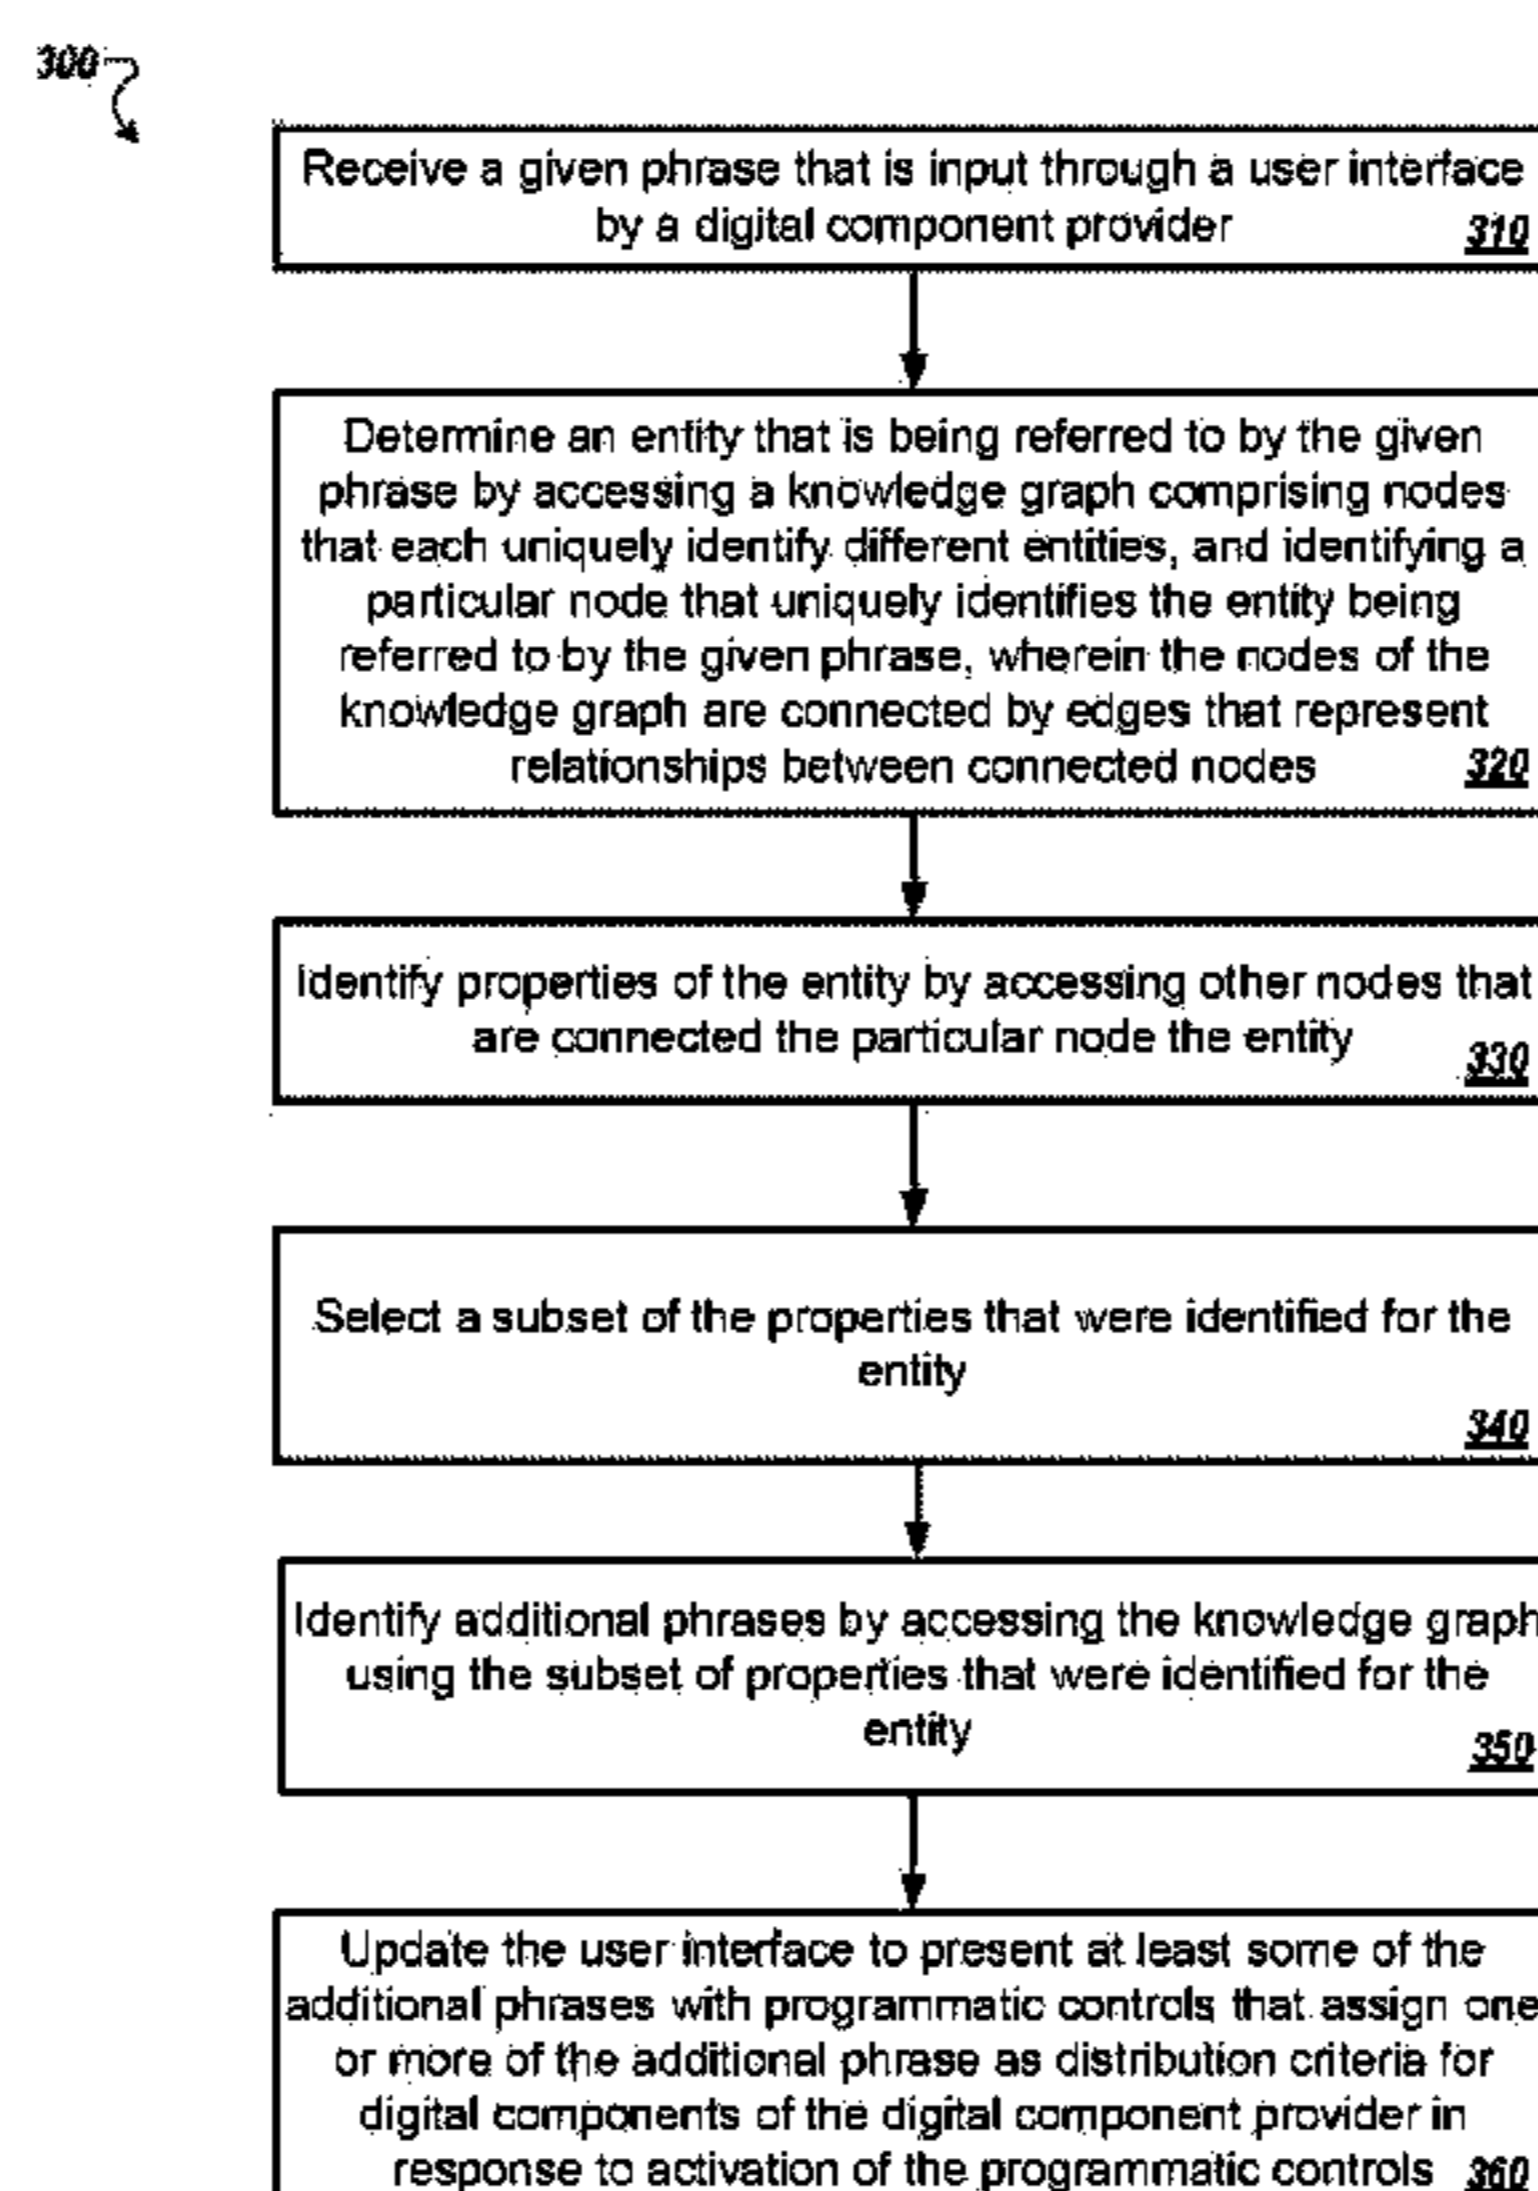 300
Receive a given phrase that is input through a user interface
by a digital component provider 310
Determine an entity that is being referred to by the given
phrase by accessing a knowledge graph comprising nodes
that each uniquely identify different entities, and identifying a
particular node that uniquely identifies the entity being
referred to by the given phrase, wherein the nodes of the
knowledge graph are connected by edges that represent
relationships between connected nodes 320
Identify properties of the entity by accessing other nodes that
are connected the particular node the entity 330
Select a subset of the properties that were identified for the
entity
340
Identify additional phrases by accessing the knowledge graph
using the subset of properties that were identified for the
entity 350
Update the user interface to present at least some of the
additional phrases with programmatic controls that assign one
or more of the additional phrase as distribution criteria for
digital components of the digital component provider in
response to activation of the programmatic controls 360